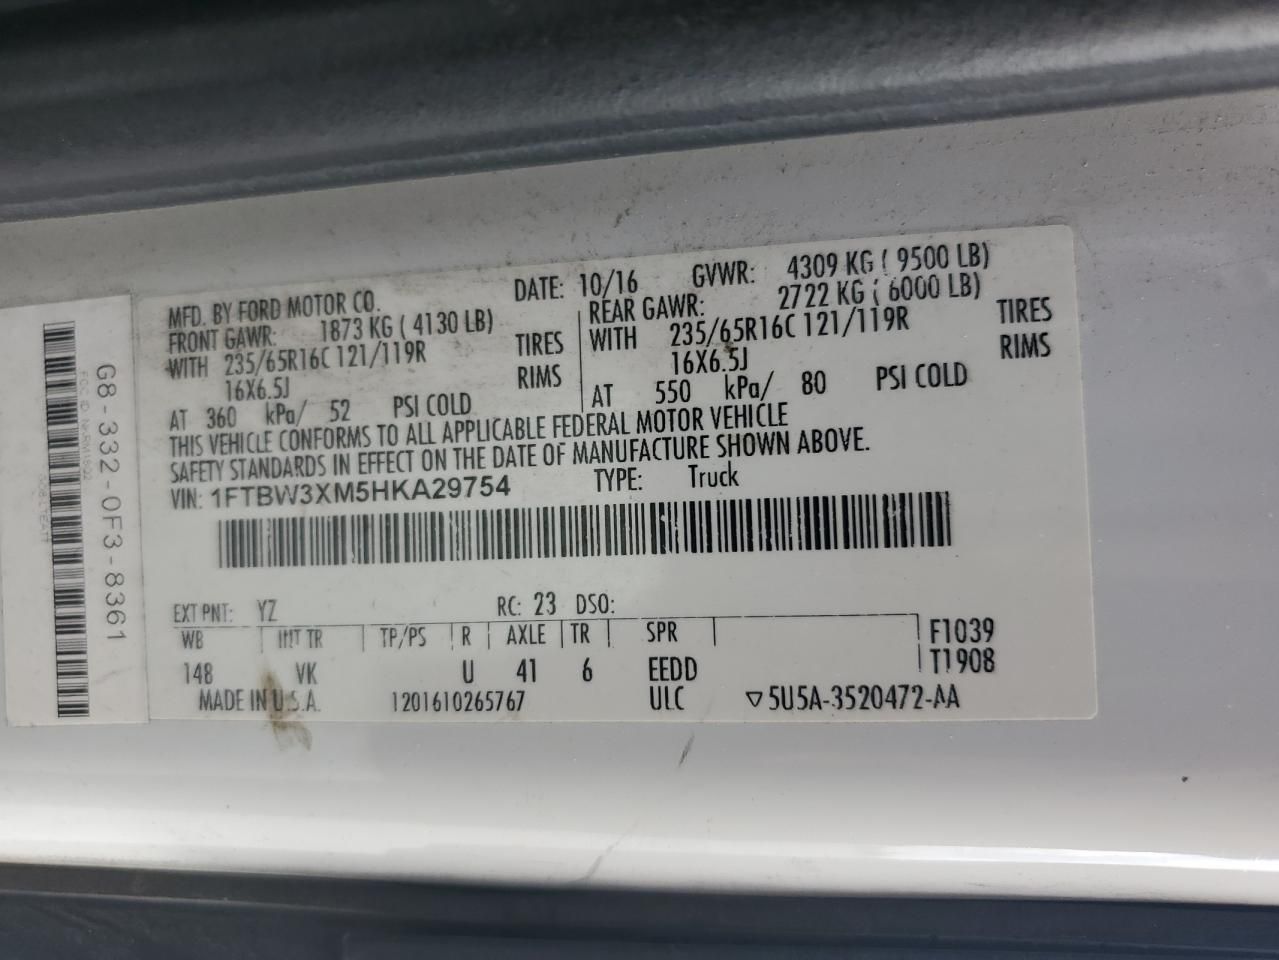 MFD. BY FORD MOTOR CO. DATE: 10/16 GVWR: 4309 KG ( 9500 LB)
FRONT GAWR: 1873 KG ( 4130 LB) REAR GAWR: 2722 KG ( 6000 LB)
WITH 235/65R16C 121/119R TIRES WITH 235/65R16C 121/119R TIRES
16X6.5J RIMS 16X6.5J RIMS
AT 360 kPa/ 52 PSI COLD AT 550 kPa/ 80 PSI COLD
THIS VEHICLE CONFORMS TO ALL APPLICABLE FEDERAL MOTOR VEHICLE
SAFETY STANDARDS IN EFFECT ON THE DATE OF MANUFACTURE SHOWN ABOVE.
VIN: 1FTBW3XM5HKA29754 TYPE: Truck
EXT PNT: YZ RC: 23 DSO:
WB INT TR TP/PS R AXLE TR SPR F1039
148 VK U 41 6 EEDD T1908
MADE IN U.S.A. 1201610265767 ULC ▽5U5A-3520472-AA
G8-332-0F3-8361